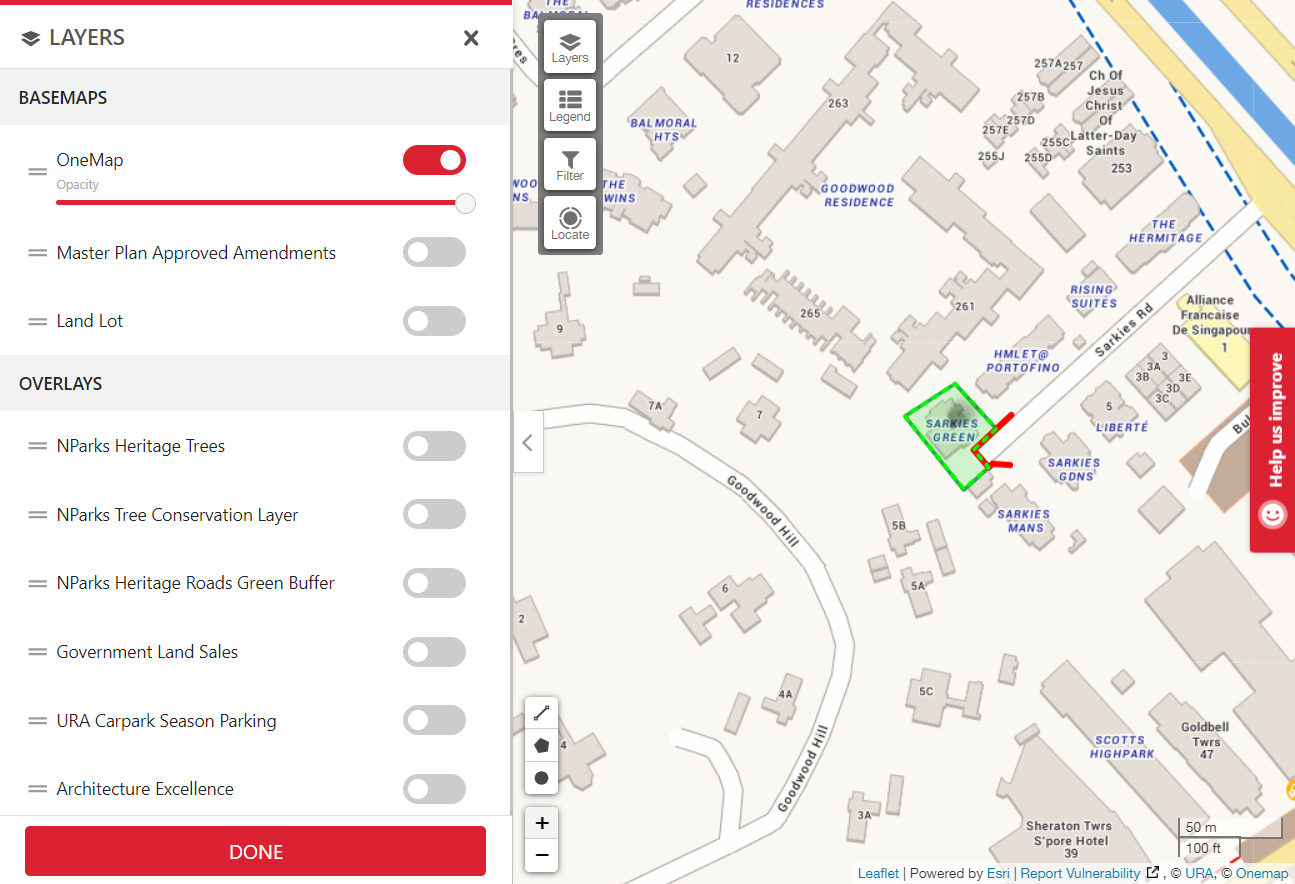 LAYERS
BASEMAPS
OneMap
Opacity
Master Plan Approved Amendments
Land Lot
OVERLAYS
NParks Heritage Trees
NParks Tree Conservation Layer
NParks Heritage Roads Green Buffer
Government Land Sales
URA Carpark Season Parking
Architecture Excellence
DONE
Layers
Legend
Filter
Locate
RESIDENCES
THE
12
263
BALMORAL
HTS
THE
WINS
GOODWOOD
RESIDENCE
257A
257
257B
257D
257E
255C
255J
255D
Ch Of
Jesus
Christ
Of
Latter-Day
Saints
253
THE
HERMITAGE
RISING
SUITES
Sarkies Rd
Alliance
Francaise
De Singapour
1
9
265
261
HMLET@
PORTOFINO
3
3A
3B
3E
3D
3C
7A
7
SARKIES
GREEN
5
LIBERTÉ
SARKIES
GDNS
SARKIES
MANS
Goodwood Hill
5B
5A
6
2
5C
4A
4
Goodwood Hill
3A
SCOTTS
HIGHPARK
Goldbell
Twrs
47
Sheraton Twrs
S'pore Hotel
39
Help us improve
+
−
50 m
100 ft
Leaflet | Powered by Esri | Report Vulnerability , © URA, © Onemap